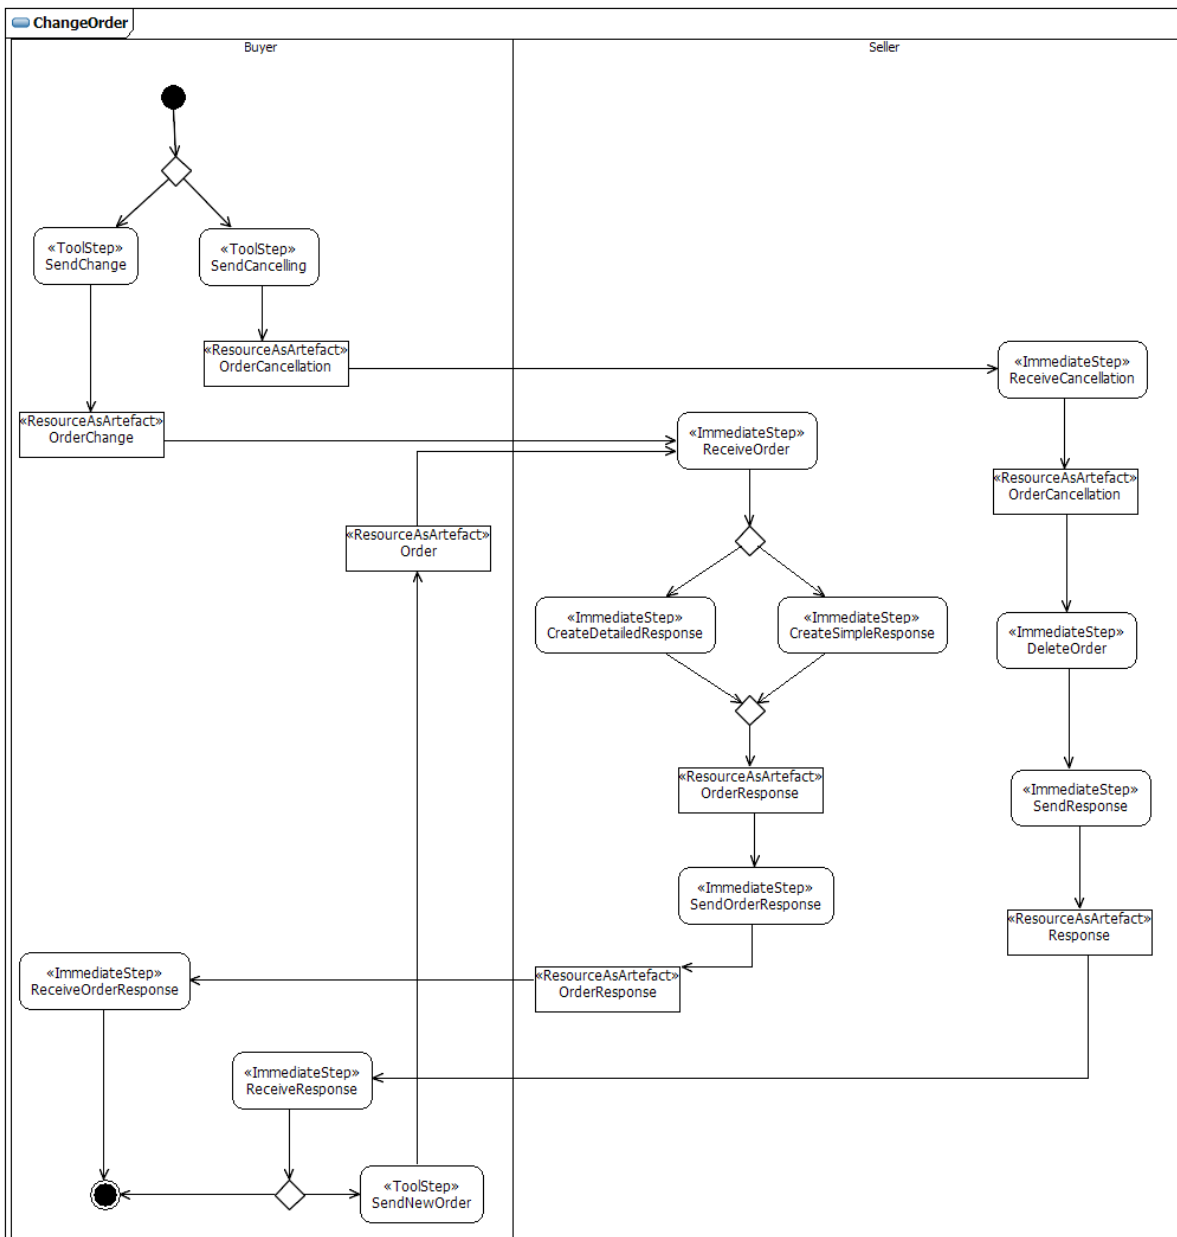 ChangeOrder
Buyer
Seller
«ToolStep»
SendChange
«ToolStep»
SendCancelling
«ResourceAsArtefact»
OrderCancellation
«ImmediateStep»
ReceiveCancellation
«ResourceAsArtefact»
OrderChange
«ImmediateStep»
ReceiveOrder
«ResourceAsArtefact»
OrderCancellation
«ResourceAsArtefact»
Order
«ImmediateStep»
CreateDetailedResponse
«ImmediateStep»
CreateSimpleResponse
«ImmediateStep»
DeleteOrder
«ResourceAsArtefact»
OrderResponse
«ImmediateStep»
SendResponse
«ImmediateStep»
SendOrderResponse
«ResourceAsArtefact»
Response
«ImmediateStep»
ReceiveOrderResponse
«ResourceAsArtefact»
OrderResponse
«ImmediateStep»
ReceiveResponse
«ToolStep»
SendNewOrder